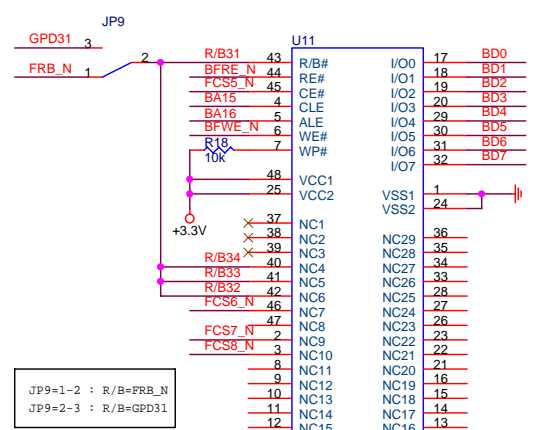 JP9
GPD31 3
2
FRB_N 1
U11
R/B31 43 R/B# I/O0 17 BD0
BFRE_N 44 RE# I/O1 18 BD1
FCS5_N 45 CE# I/O2 19 BD2
BA15 4 CLE I/O3 20 BD3
BA16 5 ALE I/O4 29 BD4
BFWE_N 6 WE# I/O5 30 BD5
R18 10k 7 WP# I/O6 31 BD6
I/O7 32 BD7
48 VCC1 VSS1 1
25 VCC2 VSS2 24
+3.3V
37 NC1
38 NC2 NC29 36
39 NC3 NC28 35
R/B34 40 NC4 NC27 34
R/B33 41 NC5 NC26 33
R/B32 42 NC6 NC25 28
FCS6_N 46 NC7 NC24 27
47 NC8 NC23 26
FCS7_N 2 NC9 NC22 23
FCS8_N 3 NC10 NC21 22
8 NC11 NC20 21
9 NC12 NC19 16
10 NC13 NC18 15
11 NC14 NC17 14
12 NC15 NC16 13
JP9=1-2 : R/B=FRB_N
JP9=2-3 : R/B=GPD31